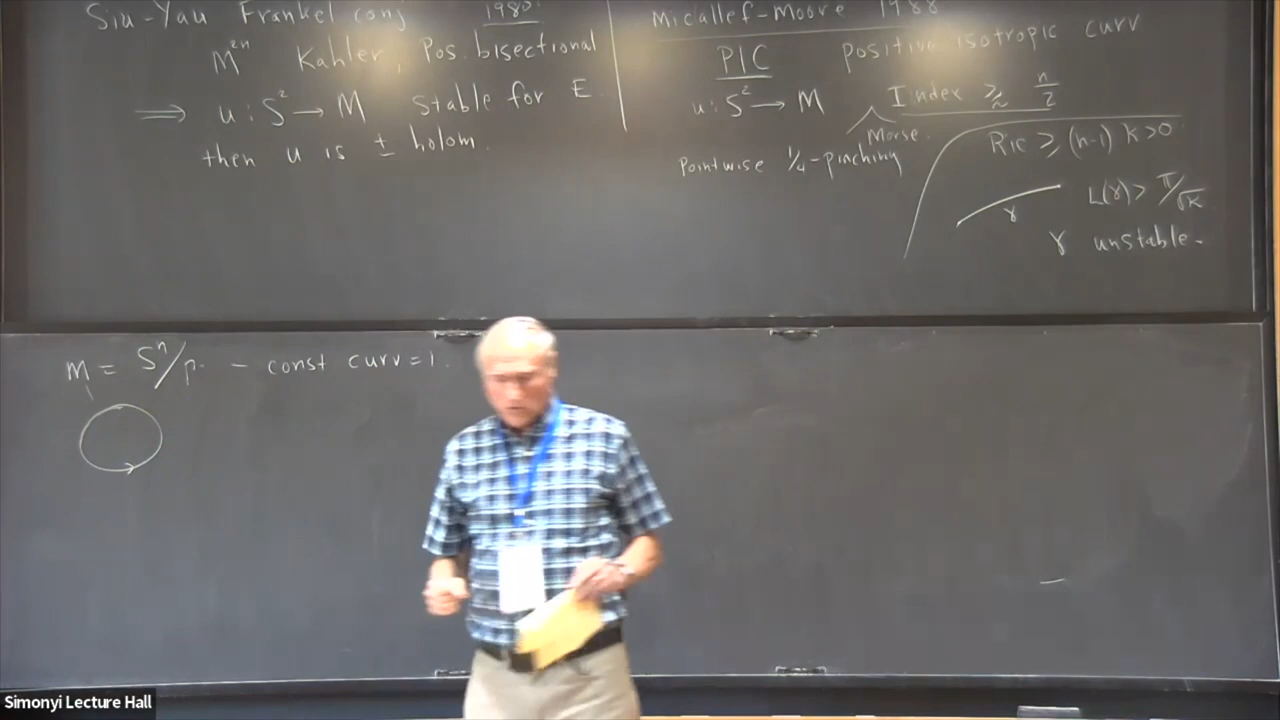 Siu-Yau Frankel conj 1980
M²ⁿ Kahler, Pos. bisectional
⟹ u: S² → M stable for E.
then u is ± holom.
Micallef-Moore 1988
PIC positive isotropic curv
u: S² → M Index ≳ n/2
Morse.
Pointwise 1/4-pinching
Ric ≥ (n-1) k > 0
γ L(γ) > π/√k
γ unstable.
M = Sⁿ/ρ. - const curv = 1.
Simonyi Lecture Hall